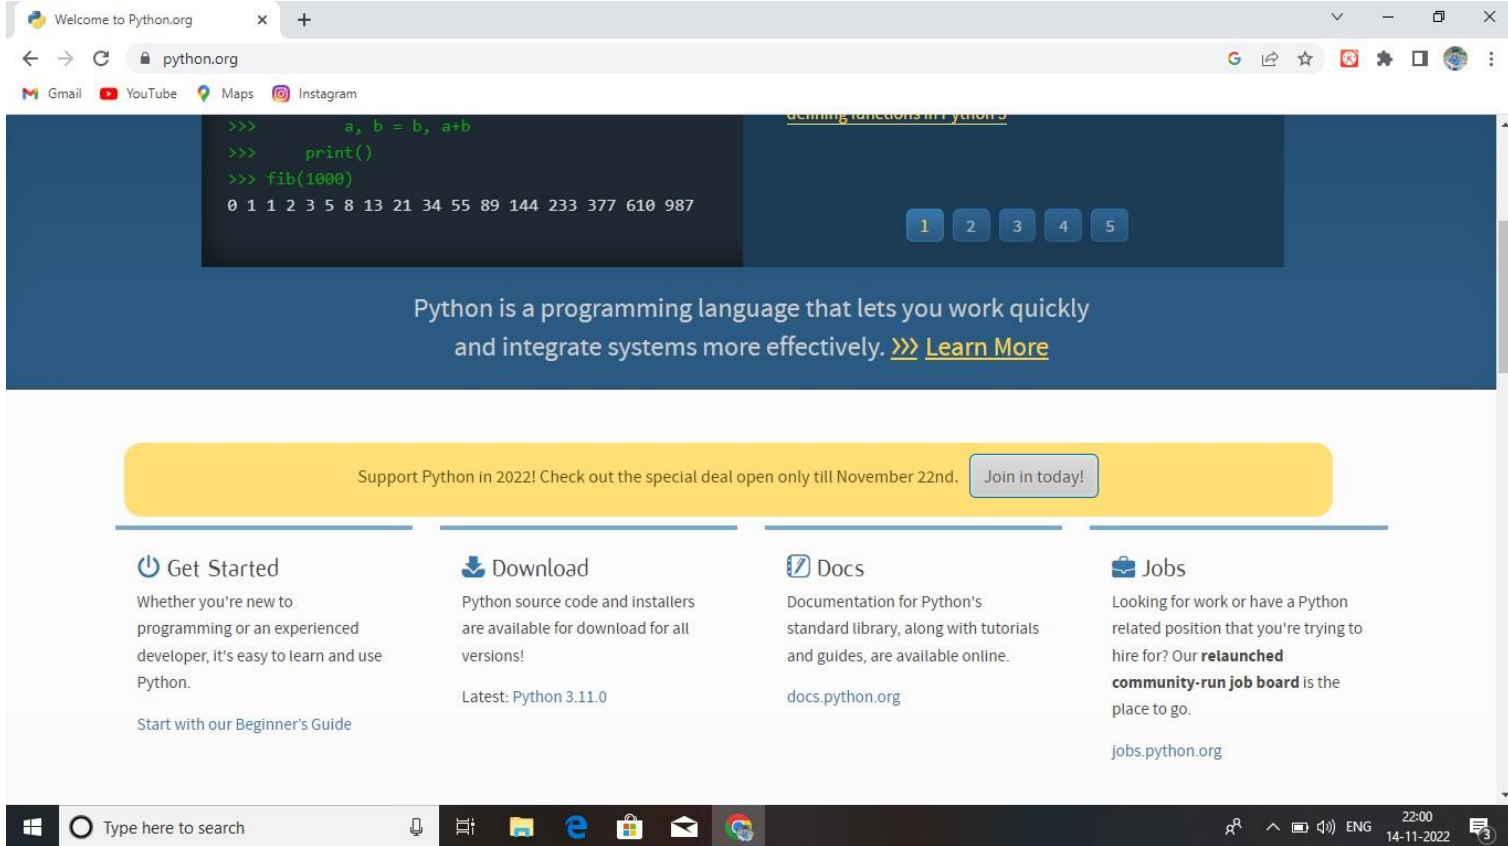 Welcome to Python.org
python.org
Gmail YouTube Maps Instagram
>>> a, b = b, a+b
>>> print()
>>> fib(1000)
0 1 1 2 3 5 8 13 21 34 55 89 144 233 377 610 987
defining functions in Python 3
1 2 3 4 5
Python is a programming language that lets you work quickly
and integrate systems more effectively. >>> Learn More
Support Python in 2022! Check out the special deal open only till November 22nd. Join in today!
Get Started
Whether you're new to
programming or an experienced
developer, it's easy to learn and use
Python.
Start with our Beginner's Guide
Download
Python source code and installers
are available for download for all
versions!
Latest: Python 3.11.0
Docs
Documentation for Python's
standard library, along with tutorials
and guides, are available online.
docs.python.org
Jobs
Looking for work or have a Python
related position that you're trying to
hire for? Our relaunched
community-run job board is the
place to go.
jobs.python.org
Type here to search
ENG
22:00
14-11-2022
3